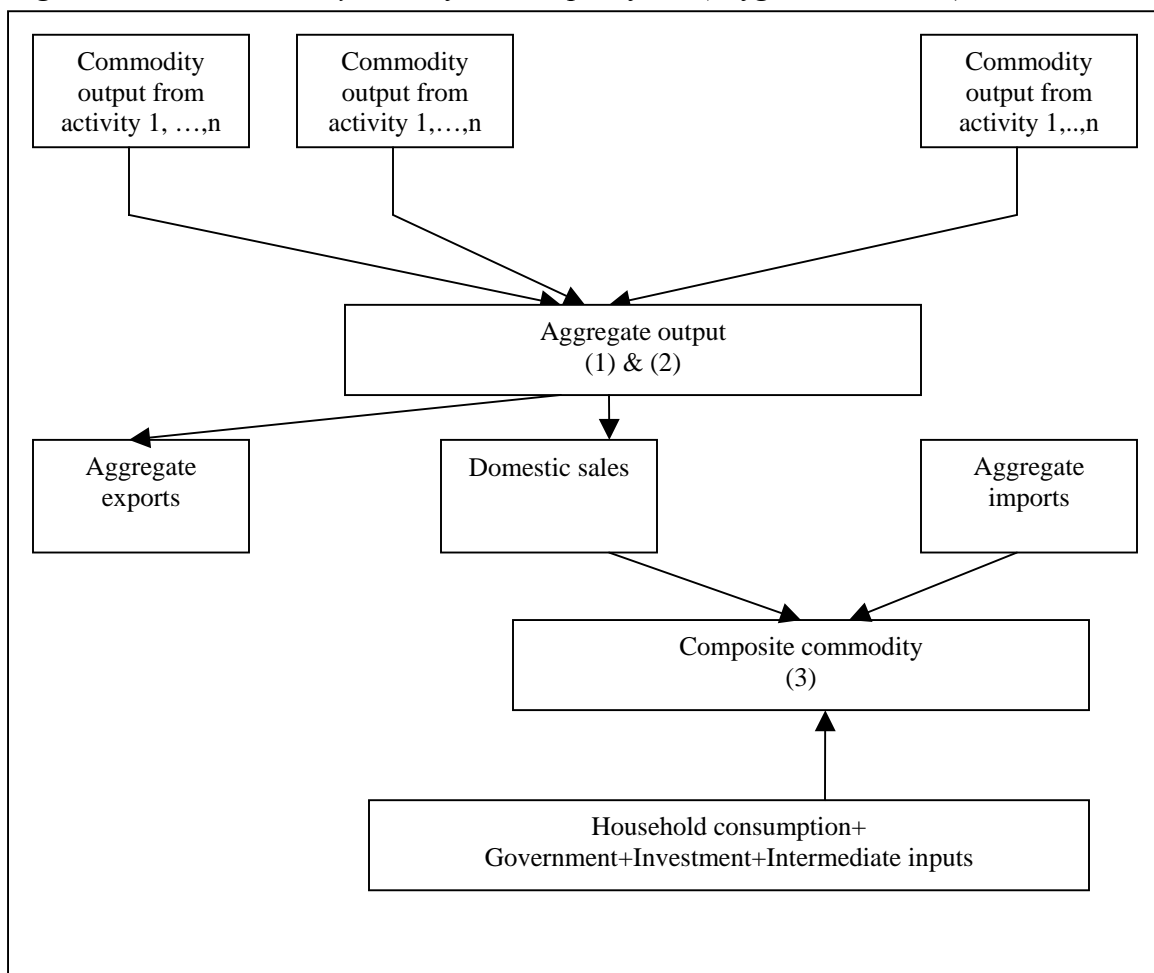 Commodity
output from
activity 1, …,n
Commodity
output from
activity 1,…,n
Commodity
output from
activity 1,..,n
Aggregate output
(1) & (2)
Aggregate
exports
Domestic sales
Aggregate
imports
Composite commodity
(3)
Household consumption+
Government+Investment+Intermediate inputs